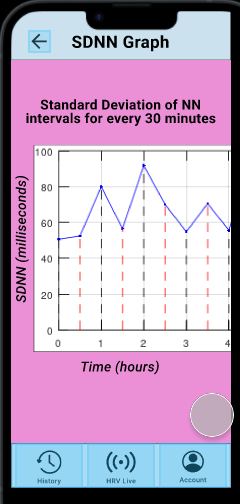 SDNN Graph
Standard Deviation of NN
intervals for every 30 minutes
SDNN (milliseconds)
100
80
60
40
20
0
0 1 2 3 4
Time (hours)
History HRV Live Account